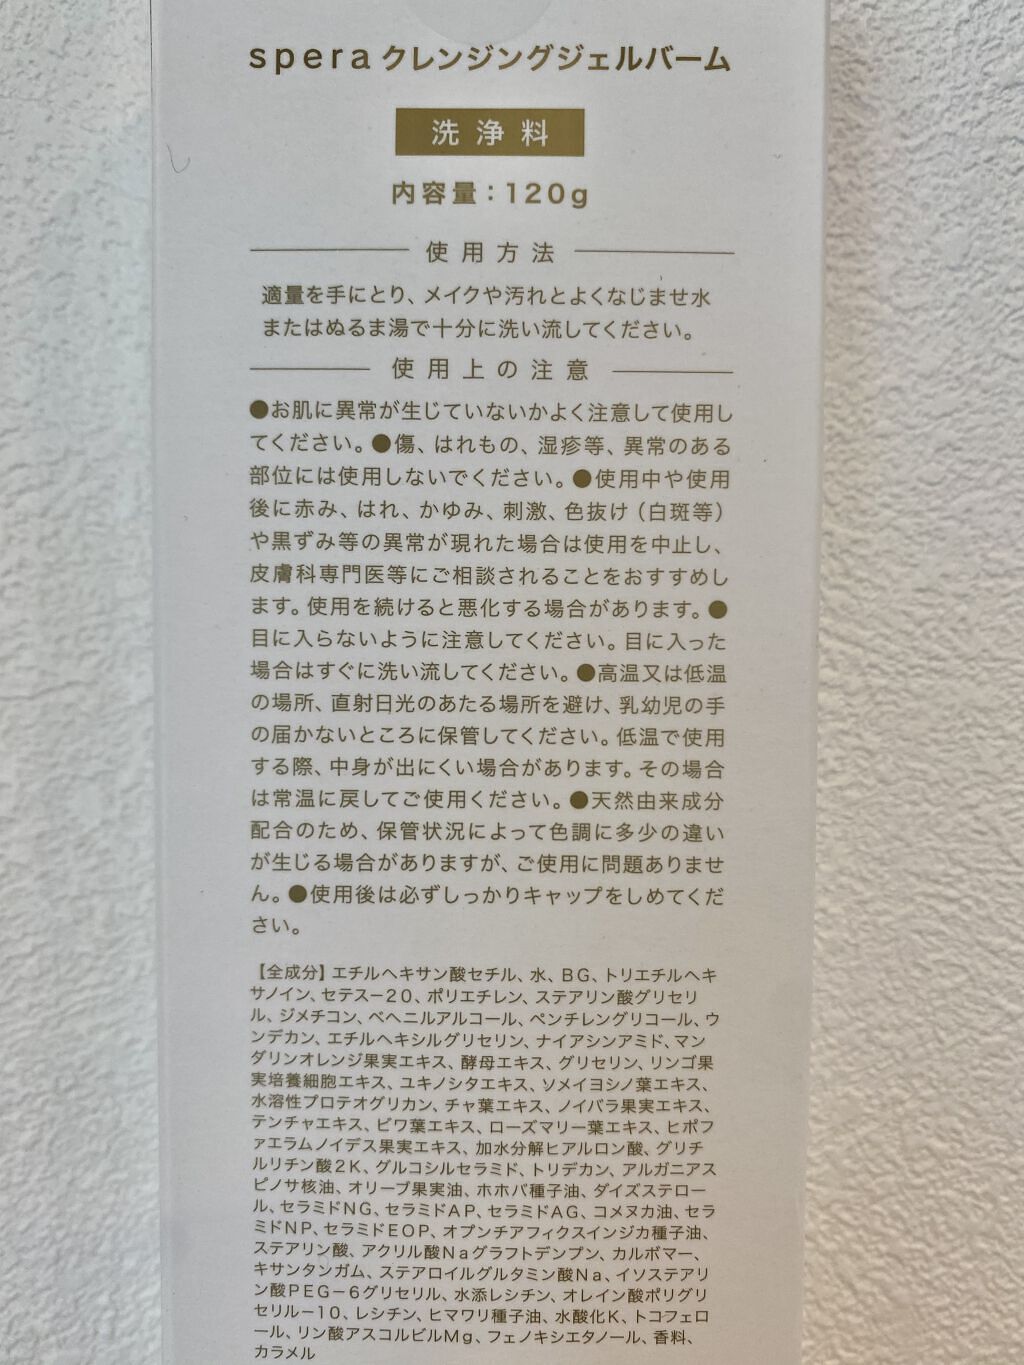 speraクレンジングジェルバーム
洗浄料
内容量：120g
使用方法
適量を手にとり、メイクや汚れとよくなじませ水
またはぬるま湯で十分に洗い流してください。
使用上の注意
●お肌に異常が生じていないかよく注意して使用し
てください。●傷、はれもの、湿疹等、異常のある
部位には使用しないでください。●使用中や使用
後に赤み、はれ、かゆみ、刺激、色抜け（白斑等）
や黒ずみ等の異常が現れた場合は使用を中止し、
皮膚科専門医等にご相談されることをおすすめし
ます。使用を続けると悪化する場合があります。●
目に入らないように注意してください。目に入った
場合はすぐに洗い流してください。●高温又は低温
の場所、直射日光のあたる場所を避け、乳幼児の手
の届かないところに保管してください。低温で使用
する際、中身が出にくい場合があります。その場合
は常温に戻してご使用ください。●天然由来成分
配合のため、保管状況によって色調に多少の違い
が生じる場合がありますが、ご使用に問題ありませ
ん。●使用後は必ずしっかりキャップをしめてくだ
さい。
【全成分】エチルヘキサン酸セチル、水、BG、トリエチルヘキ
サノイン、セテス－20、ポリエチレン、ステアリン酸グリセリ
ル、ジメチコン、ベヘニルアルコール、ペンチレングリコール、ウ
ンデカン、エチルヘキシルグリセリン、ナイアシンアミド、マン
ダリンオレンジ果実エキス、酵母エキス、グリセリン、リンゴ果
実培養細胞エキス、ユキノシタエキス、ソメイヨシノ葉エキス、
水溶性プロテオグリカン、チャ葉エキス、ノイバラ果実エキス、
テンチャエキス、ビワ葉エキス、ローズマリー葉エキス、ヒポフ
ァエラムノイデス果実エキス、加水分解ヒアルロン酸、グリチ
ルリチン酸2K、グルコシルセラミド、トリデカン、アルガニアス
ピノサ核油、オリーブ果実油、ホホバ種子油、ダイズステロー
ル、セラミドNG、セラミドAP、セラミドAG、コメヌカ油、セラ
ミドNP、セラミドEOP、オプンチアフィクスインジカ種子油、
ステアリン酸、アクリル酸Naグラフトデンプン、カルボマー、
キサンタンガム、ステアロイルグルタミン酸Na、イソステアリ
ン酸PEG－6グリセリル、水添レシチン、オレイン酸ポリグリ
セリル－10、レシチン、ヒマワリ種子油、水酸化K、トコフェロ
ール、リン酸アスコルビルMg、フェノキシエタノール、香料、
カラメル